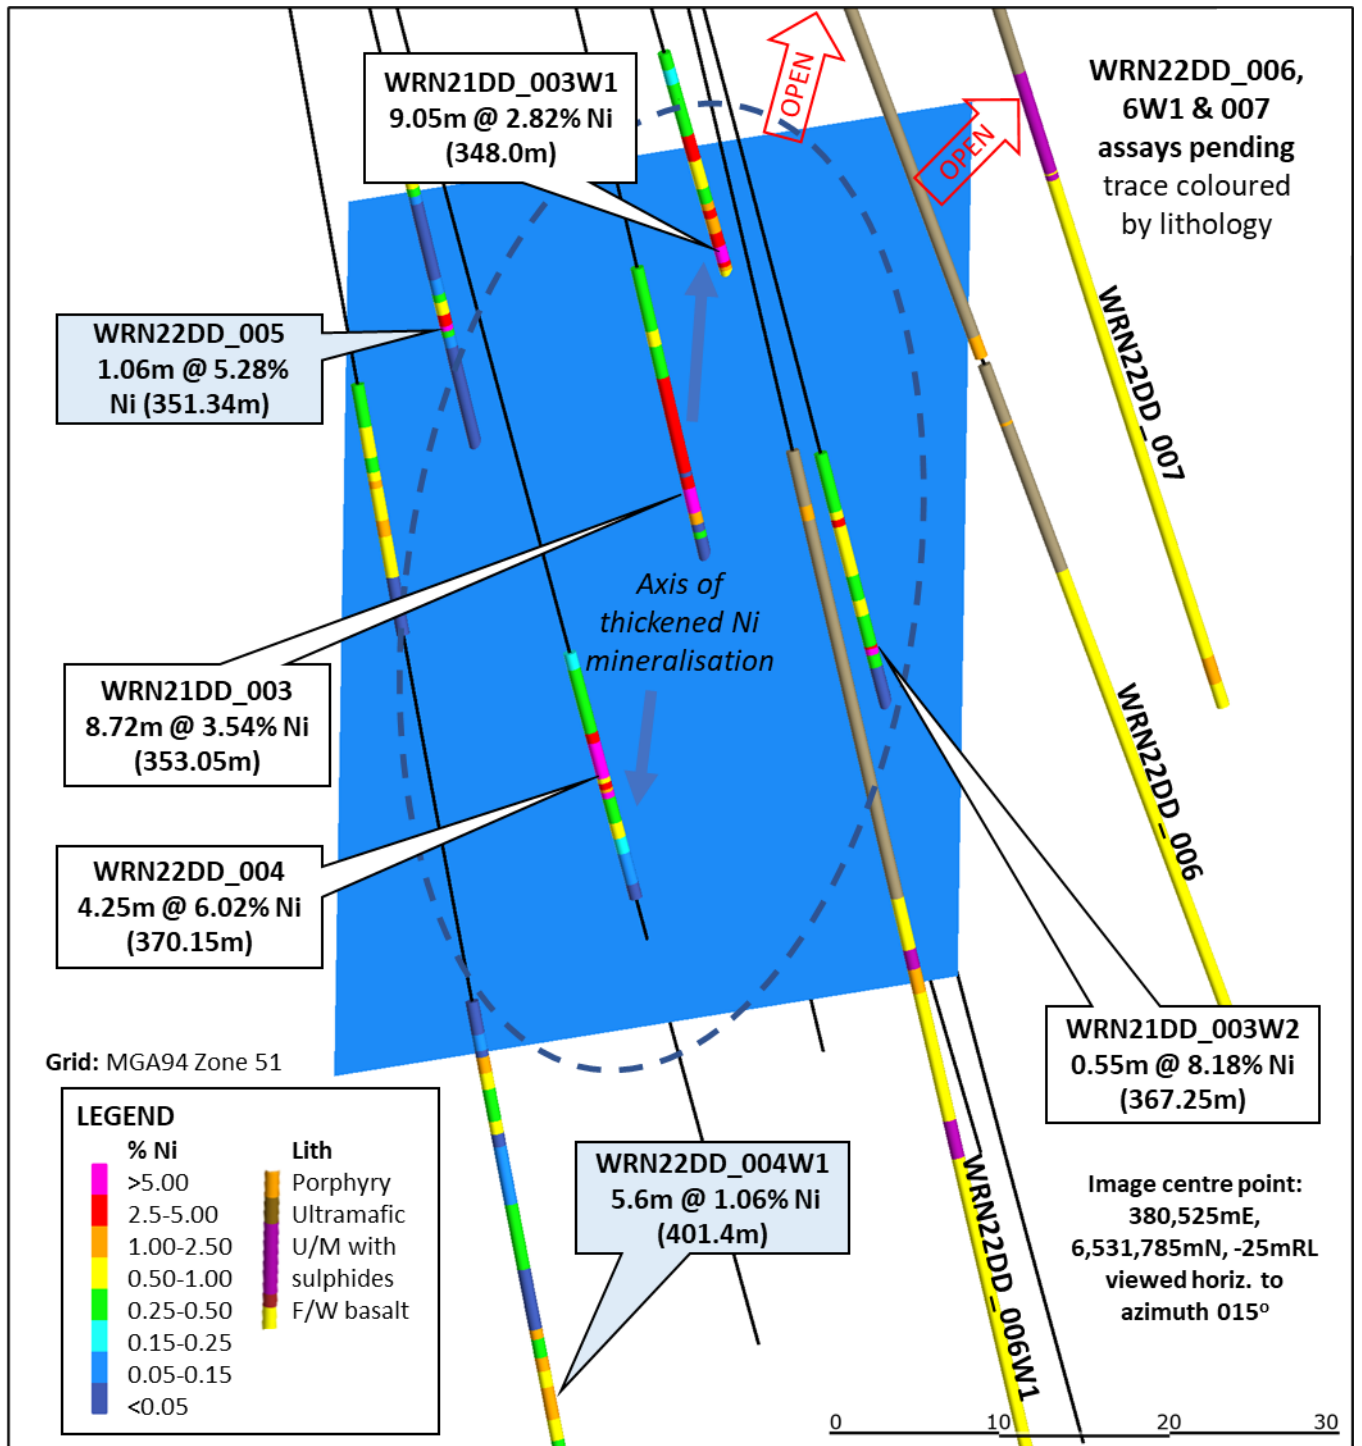 WRN21DD_003W1
9.05m @ 2.82% Ni
(348.0m)
OPEN
OPEN
WRN22DD_006,
6W1 & 007
assays pending
trace coloured
by lithology
WRN22DD_005
1.06m @ 5.28%
Ni (351.34m)
WRN22DD_007
Axis of
thickened Ni
mineralisation
WRN21DD_003
8.72m @ 3.54% Ni
(353.05m)
WRN22DD_006
WRN22DD_004
4.25m @ 6.02% Ni
(370.15m)
WRN21DD_003W2
0.55m @ 8.18% Ni
(367.25m)
Grid: MGA94 Zone 51
LEGEND
% Ni
>5.00
2.5-5.00
1.00-2.50
0.50-1.00
0.25-0.50
0.15-0.25
0.05-0.15
<0.05
Lith
Porphyry
Ultramafic
U/M with
sulphides
F/W basalt
WRN22DD_004W1
5.6m @ 1.06% Ni
(401.4m)
WRN22DD_006W1
Image centre point:
380,525mE,
6,531,785mN, -25mRL
viewed horiz. to
azimuth 015º
0 10 20 30